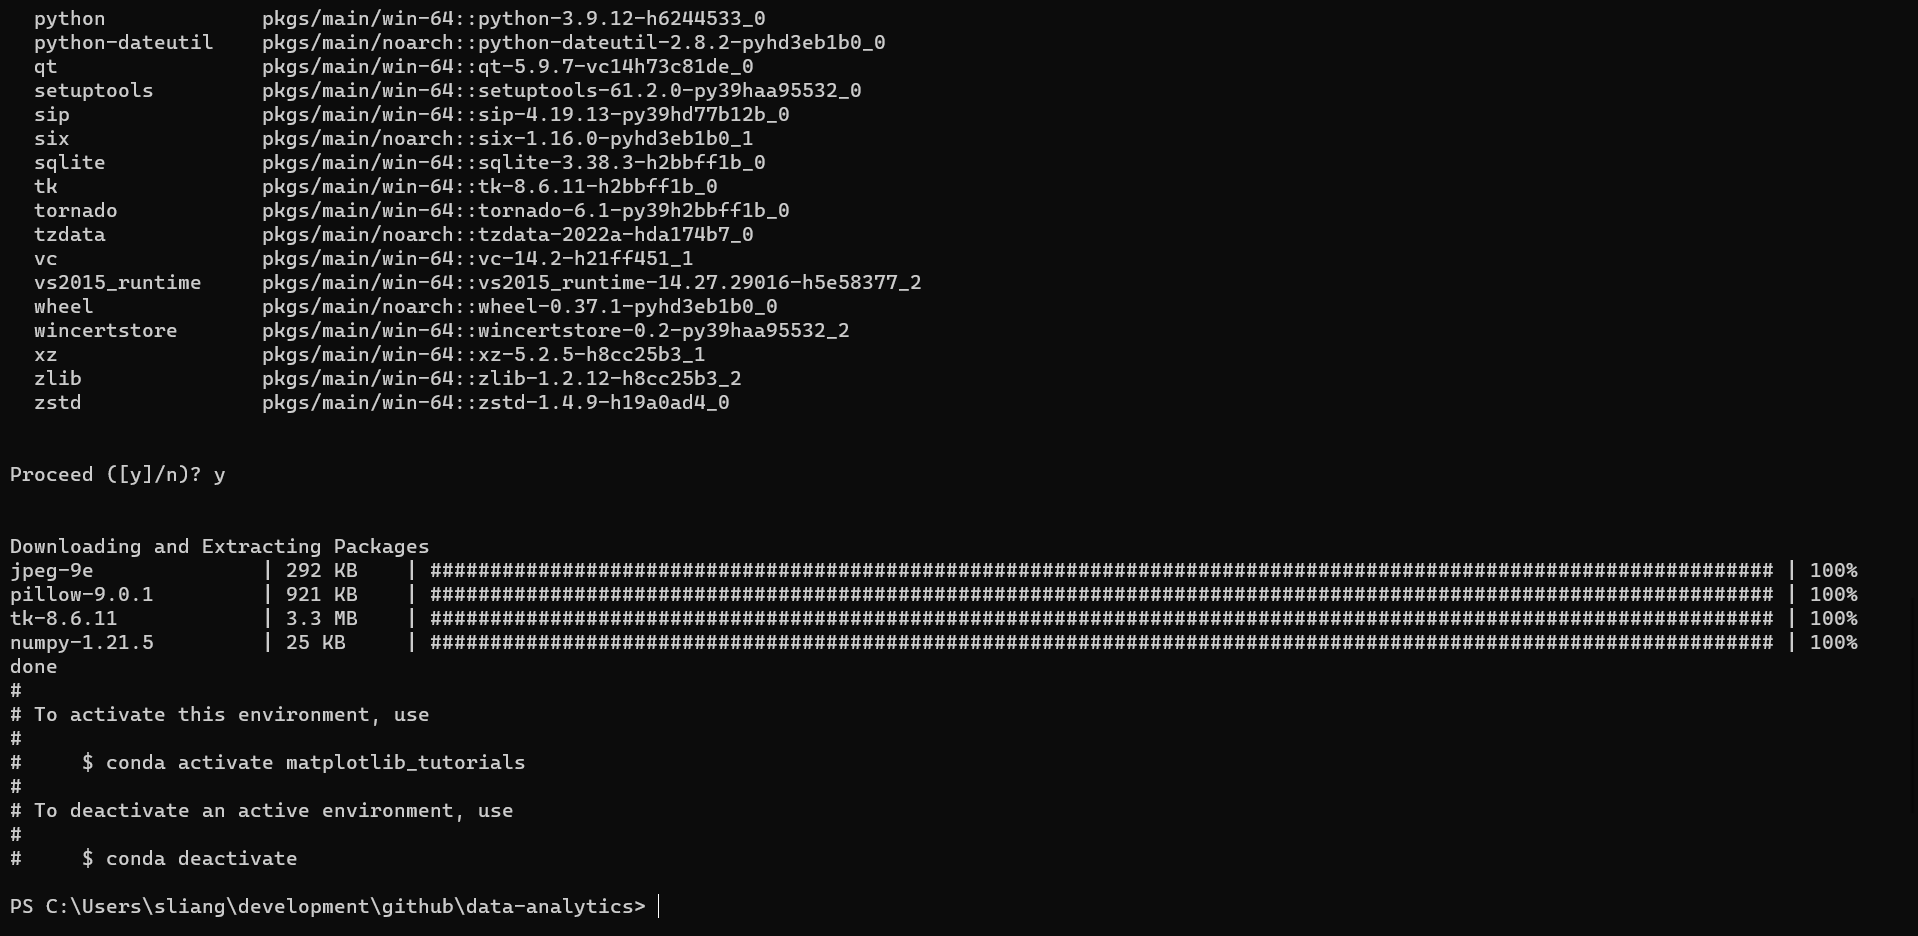 python             pkgs/main/win-64::python-3.9.12-h6244533_0
python-dateutil    pkgs/main/noarch::python-dateutil-2.8.2-pyhd3eb1b0_0
qt                 pkgs/main/win-64::qt-5.9.7-vc14h73c81de_0
setuptools         pkgs/main/win-64::setuptools-61.2.0-py39haa95532_0
sip                pkgs/main/win-64::sip-4.19.13-py39hd77b12b_0
six                pkgs/main/noarch::six-1.16.0-pyhd3eb1b0_1
sqlite             pkgs/main/win-64::sqlite-3.38.3-h2bbff1b_0
tk                 pkgs/main/win-64::tk-8.6.11-h2bbff1b_0
tornado            pkgs/main/win-64::tornado-6.1-py39h2bbff1b_0
tzdata             pkgs/main/noarch::tzdata-2022a-hda174b7_0
vc                 pkgs/main/win-64::vc-14.2-h21ff451_1
vs2015_runtime     pkgs/main/win-64::vs2015_runtime-14.27.29016-h5e58377_2
wheel              pkgs/main/noarch::wheel-0.37.1-pyhd3eb1b0_0
wincertstore       pkgs/main/win-64::wincertstore-0.2-py39haa95532_2
xz                 pkgs/main/win-64::xz-5.2.5-h8cc25b3_1
zlib               pkgs/main/win-64::zlib-1.2.12-h8cc25b3_2
zstd               pkgs/main/win-64::zstd-1.4.9-h19a0ad4_0
Proceed ([y]/n)? y
Downloading and Extracting Packages
jpeg-9e              | 292 KB    | ################################################################################################################ | 100%
pillow-9.0.1         | 921 KB    | ################################################################################################################ | 100%
tk-8.6.11            | 3.3 MB    | ################################################################################################################ | 100%
numpy-1.21.5         | 25 KB     | ################################################################################################################ | 100%
done
#
# To activate this environment, use
#
#     $ conda activate matplotlib_tutorials
#
# To deactivate an active environment, use
#
#     $ conda deactivate
PS C:\Users\sliang\development\github\data-analytics>